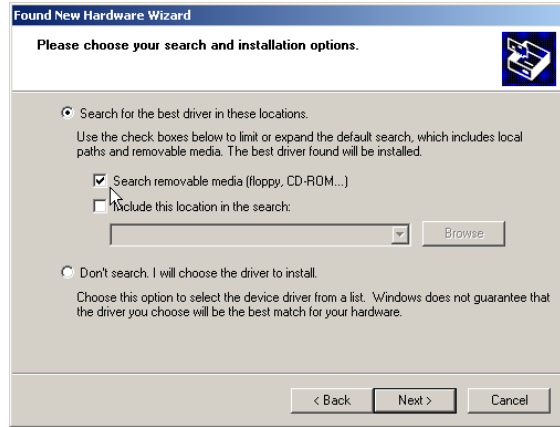 Found New Hardware Wizard
Please choose your search and installation options.
Search for the best driver in these locations.
Use the check boxes below to limit or expand the default search, which includes local
paths and removable media. The best driver found will be installed.
Search removable media (floppy, CD-ROM...)
Include this location in the search:
Browse
Don't search. I will choose the driver to install.
Choose this option to select the device driver from a list.  Windows does not guarantee that
the driver you choose will be the best match for your hardware.
< Back
Next >
Cancel